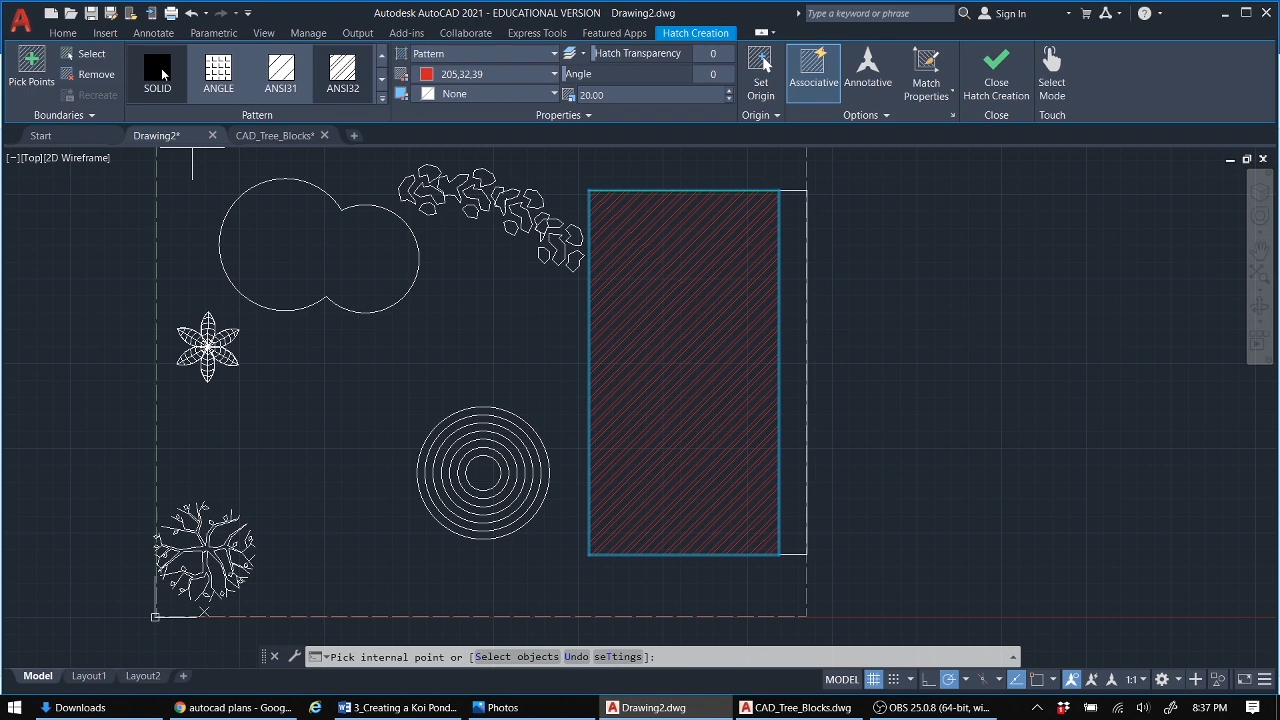 Autodesk AutoCAD 2021 - EDUCATIONAL VERSION Drawing2.dwg
Type a keyword or phrase
Sign In
Home Insert Annotate Parametric View Manage Output Add-ins Collaborate Express Tools Featured Apps Hatch Creation
Pick Points
Select
Remove
Recreate
Boundaries
SOLID ANGLE ANSI31 ANSI32
Pattern
Pattern
205,32,39
None
Hatch Transparency 0
Angle 0
20.00
Properties
Set
Origin
Origin
Associative
Annotative
Match
Properties
Options
Close
Hatch Creation
Close
Select
Mode
Touch
Start Drawing2* CAD_Tree_Blocks*
[−][Top][2D Wireframe]
X
Pick internal point or [Select objects Undo seTtings]:
Model Layout1 Layout2
MODEL
1:1
Downloads
autocad plans - Goog...
3_Creating a Koi Pond...
Photos
Drawing2.dwg
CAD_Tree_Blocks.dwg
OBS 25.0.8 (64-bit, wi...
8:37 PM